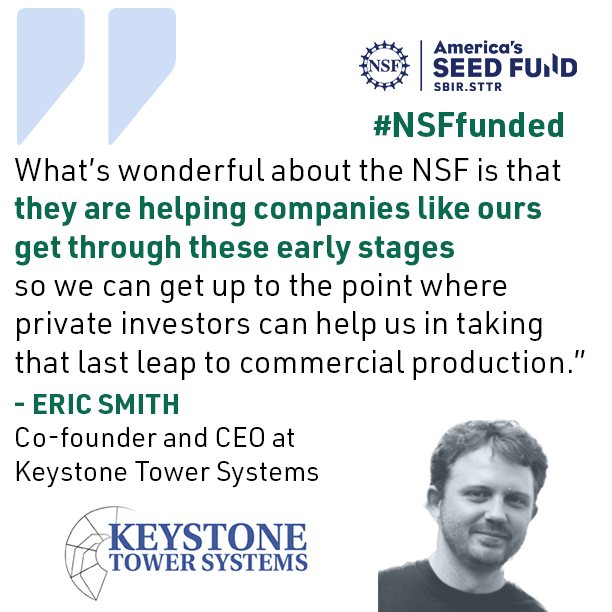 NSF
America's
SEED FUND
SBIR.STTR
#NSFfunded
What's wonderful about the NSF is that
they are helping companies like ours
get through these early stages
so we can get up to the point where
private investors can help us in taking
that last leap to commercial production.”
- ERIC SMITH
Co-founder and CEO at
Keystone Tower Systems
KEYSTONE
TOWER SYSTEMS